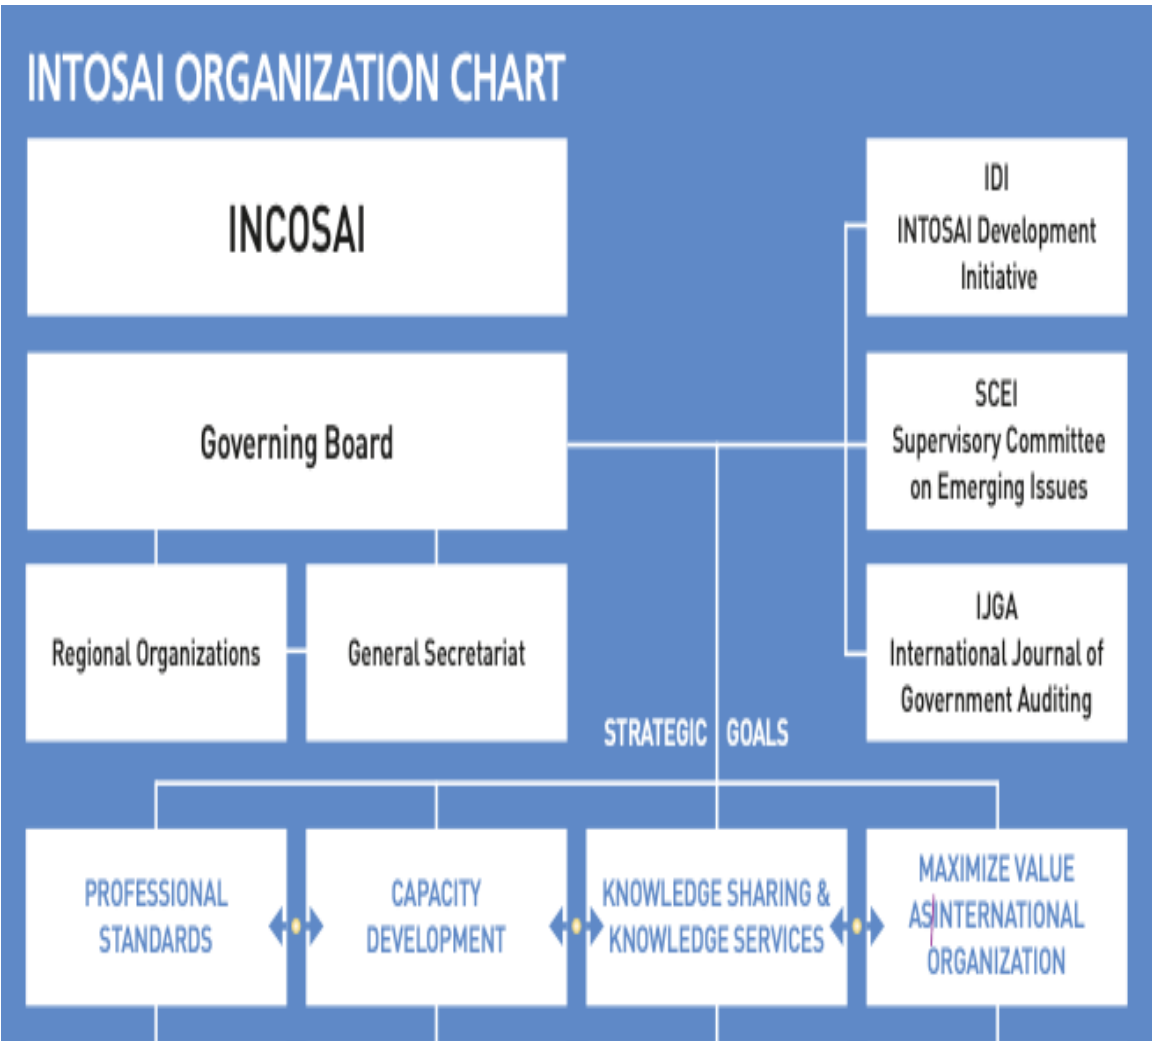 INTOSAI ORGANIZATION CHART
INCOSAI
IDI
INTOSAI Development
Initiative
Governing Board
SCEI
Supervisory Committee
on Emerging Issues
Regional Organizations
General Secretariat
IJGA
International Journal of
Government Auditing
STRATEGIC GOALS
PROFESSIONAL
STANDARDS
CAPACITY
DEVELOPMENT
KNOWLEDGE SHARING &
KNOWLEDGE SERVICES
MAXIMIZE VALUE
ASINTERNATIONAL
ORGANIZATION